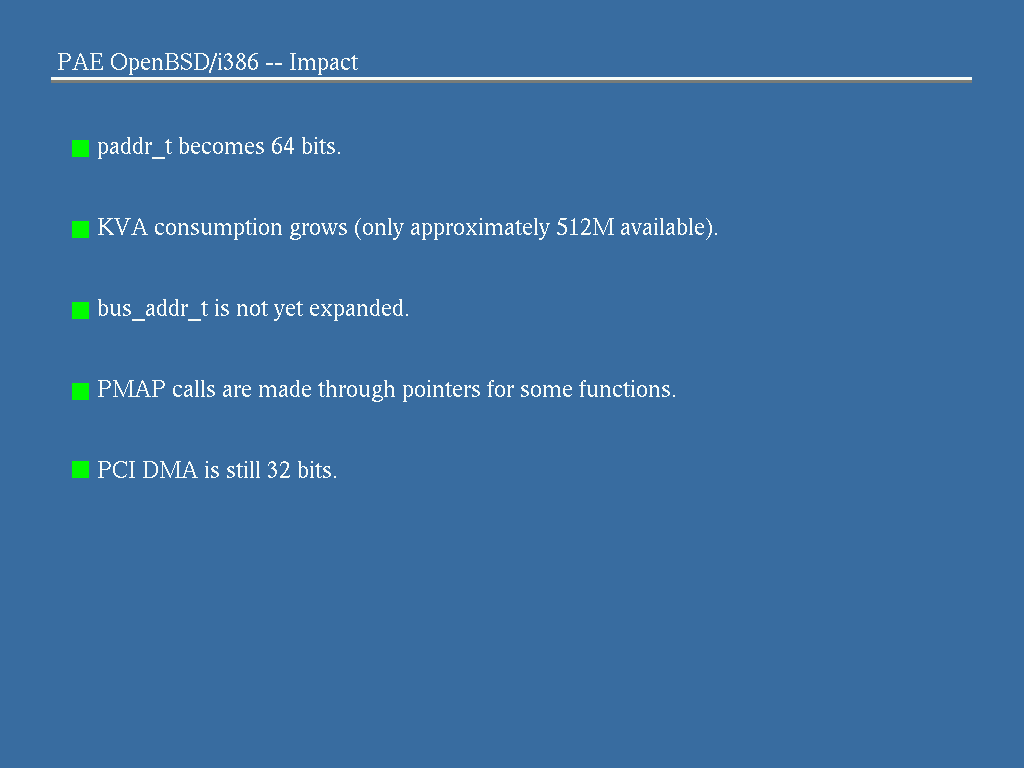 PAE OpenBSD/i386 -- Impact
paddr_t becomes 64 bits.
KVA consumption grows (only approximately 512M available).
bus_addr_t is not yet expanded.
PMAP calls are made through pointers for some functions.
PCI DMA is still 32 bits.